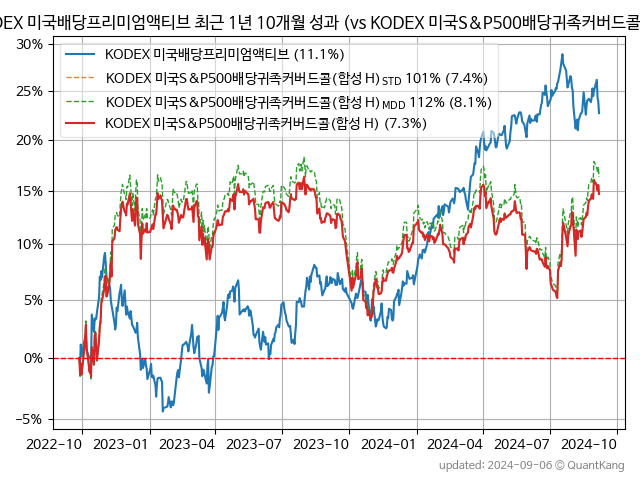 DEX 미국배당프리미엄액티브 최근 1년 10개월 성과 (vs KODEX 미국S&P500배당귀족커버드콜
KODEX 미국배당프리미엄액티브 (11.1%)
KODEX 미국S&P500배당귀족커버드콜(합성 H) STD 101% (7.4%)
KODEX 미국S&P500배당귀족커버드콜(합성 H) MDD 112% (8.1%)
KODEX 미국S&P500배당귀족커버드콜(합성 H) (7.3%)
30%
25%
20%
15%
10%
5%
0%
−5%
2022-10 2023-01 2023-04 2023-07 2023-10 2024-01 2024-04 2024-07 2024-10
updated: 2024-09-06 © QuantKang